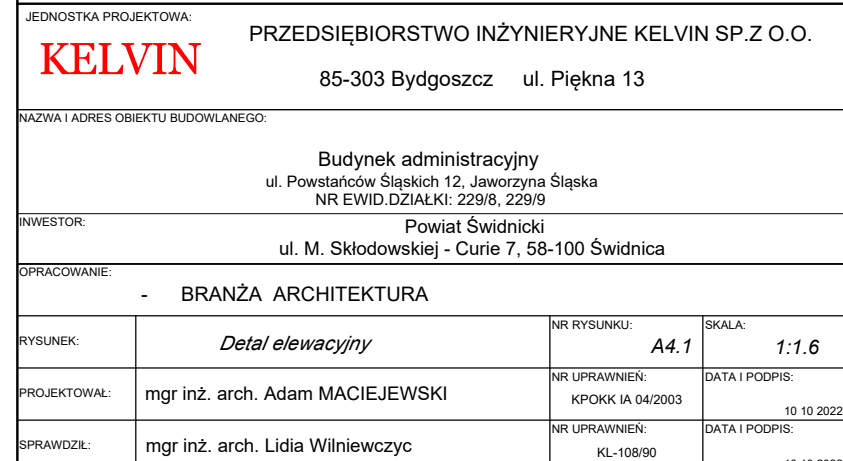 JEDNOSTKA PROJEKTOWA:
KELVIN
PRZEDSIĘBIORSTWO INŻYNIERYJNE KELVIN SP.Z O.O.
85-303 Bydgoszcz ul. Piękna 13
NAZWA I ADRES OBIEKTU BUDOWLANEGO:
Budynek administracyjny
ul. Powstańców Śląskich 12, Jaworzyna Śląska
NR EWID.DZIAŁKI: 229/8, 229/9
INWESTOR:
Powiat Świdnicki
ul. M. Skłodowskiej - Curie 7, 58-100 Świdnica
OPRACOWANIE:
- BRANŻA ARCHITEKTURA
RYSUNEK:
Detal elewacyjny
NR RYSUNKU:
A4.1
SKALA:
1:1.6
PROJEKTOWAŁ:
mgr inż. arch. Adam MACIEJEWSKI
NR UPRAWNIEŃ:
KPOKK IA 04/2003
DATA I PODPIS:
10 10 2022
SPRAWDZIŁ:
mgr inż. arch. Lidia Wilniewczyc
NR UPRAWNIEŃ:
KL-108/90
DATA I PODPIS: